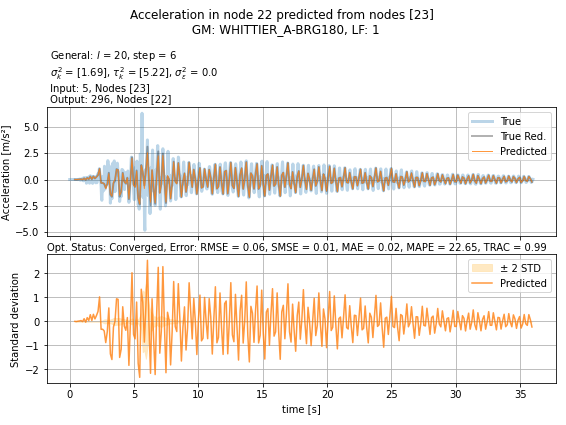 Acceleration in node 22 predicted from nodes [23]
GM: WHITTIER_A-BRG180, LF: 1
General: l = 20, step = 6
σ²ₖ = [1.69], τ²ₖ = [5.22], σ²ε = 0.0
Input: 5, Nodes [23]
Output: 296, Nodes [22]
Acceleration [m/s²]
5.0
2.5
0.0
−2.5
−5.0
True
True Red.
Predicted
Opt. Status: Converged, Error: RMSE = 0.06, SMSE = 0.01, MAE = 0.02, MAPE = 22.65, TRAC = 0.99
Standard deviation
2
1
0
−1
−2
± 2 STD
Predicted
0 5 10 15 20 25 30 35
time [s]